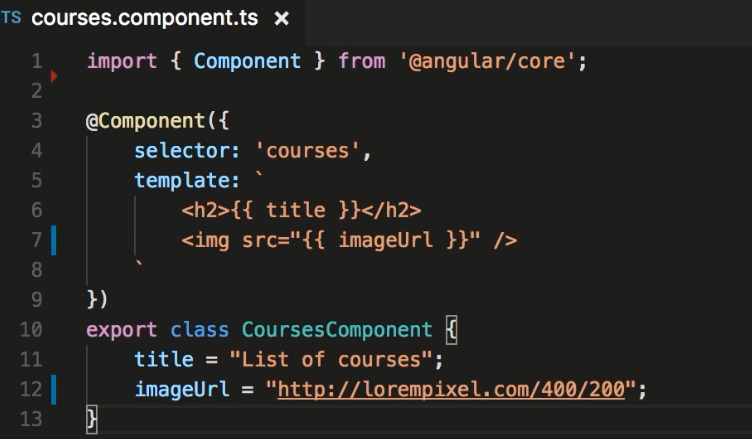 TS courses.component.ts ×
1 import { Component } from '@angular/core';
2
3 @Component({
4     selector: 'courses',
5     template: `
6         <h2>{{ title }}</h2>
7         <img src="{{ imageUrl }}" />
8     `
9 })
10 export class CoursesComponent {
11     title = "List of courses";
12     imageUrl = "http://lorempixel.com/400/200";
13 }